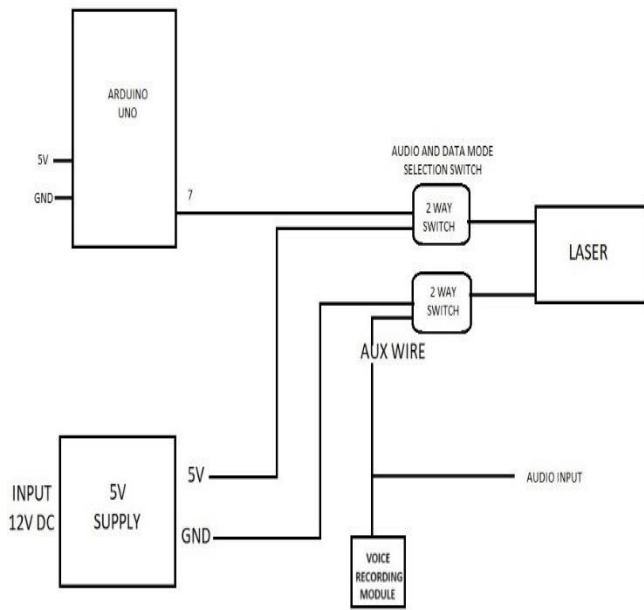 ARDUINO
UNO
5V
GND
7
AUDIO AND DATA MODE
SELECTION SWITCH
2 WAY
SWITCH
LASER
2 WAY
SWITCH
AUX WIRE
INPUT
12V DC
5V
SUPPLY
5V
GND
AUDIO INPUT
VOICE
RECORDING
MODULE